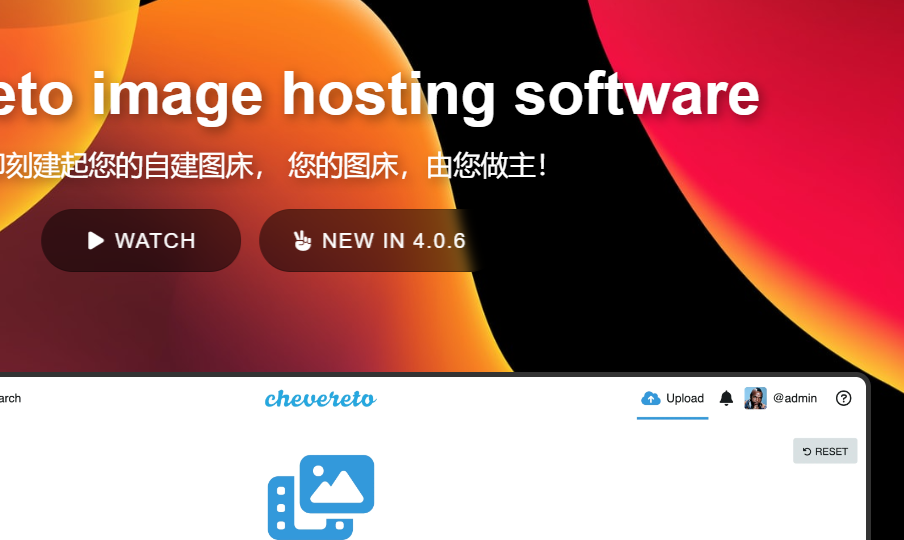 eto image hosting software
即刻建起您的自建图床， 您的图床，由您做主！
WATCH
NEW IN 4.0.6
arch
chevereto
Upload
@admin
RESET